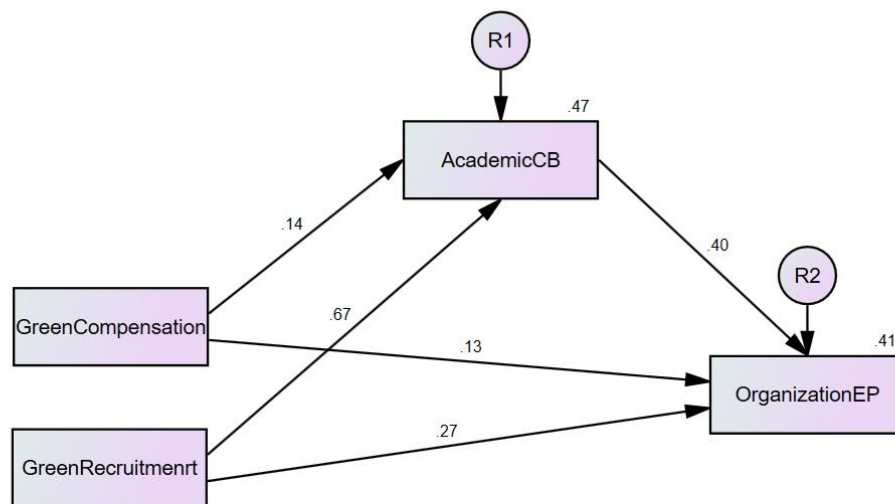 R1
.47
AcademicCB
.14
.40
R2
GreenCompensation
.67
.13
.41
OrganizationEP
.27
GreenRecruitmenrt